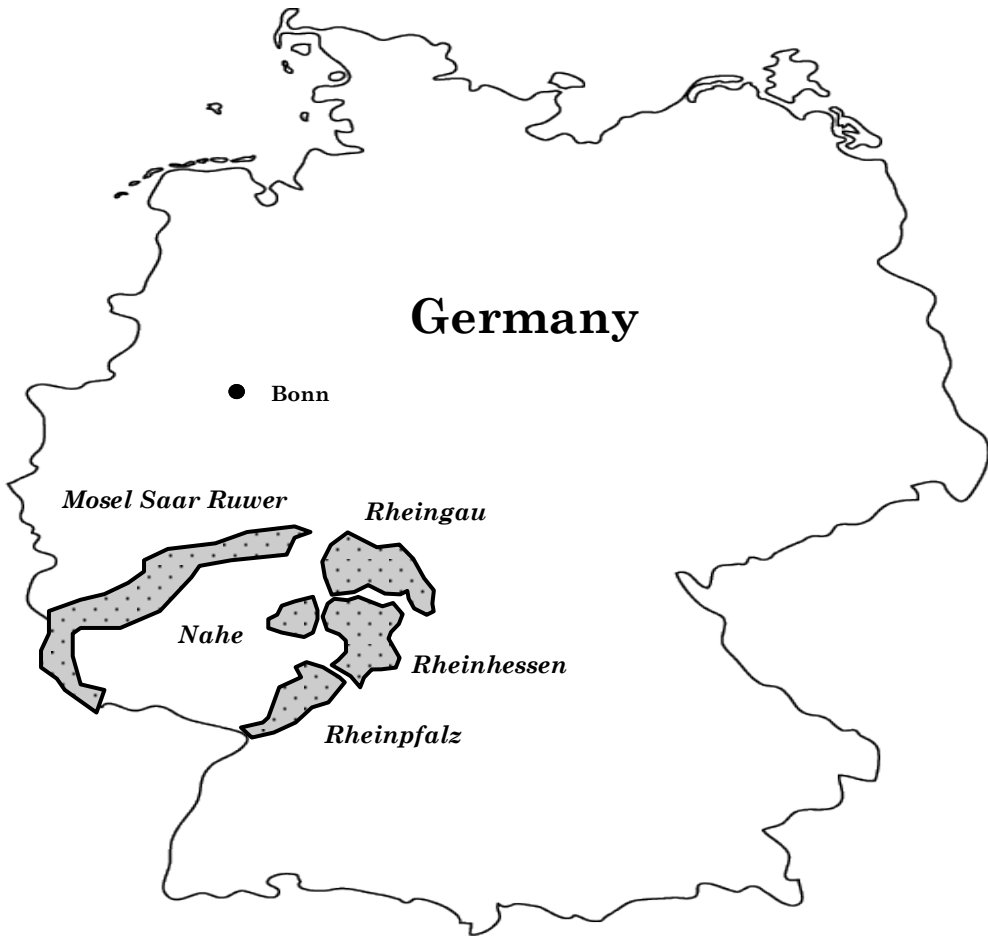 Germany
Bonn
Mosel Saar Ruwer
Rheingau
Nahe
Rheinhessen
Rheinpfalz